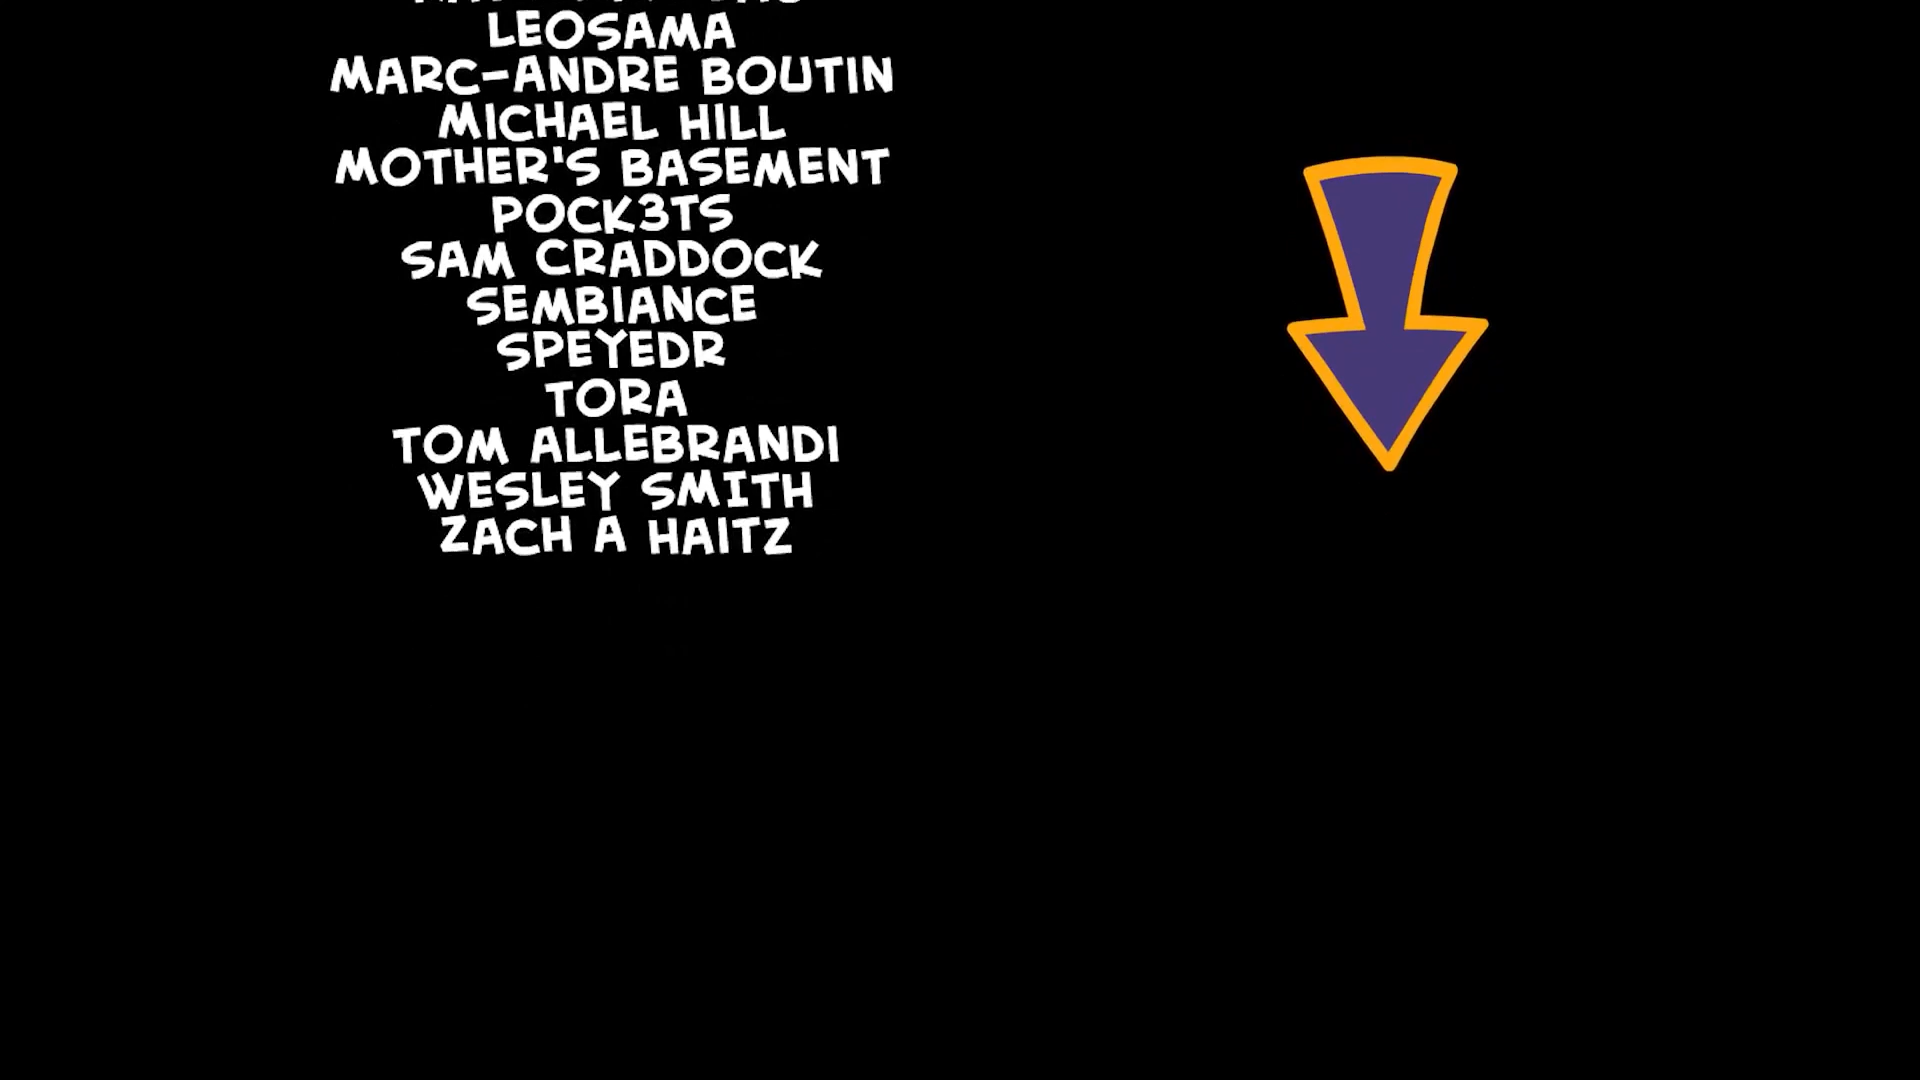 LEOSAMA
MARC-ANDRE BOUTIN
MICHAEL HILL
MOTHER'S BASEMENT
POCK3TS
SAM CRADDOCK
SEMBIANCE
SPEYEDR
TORA
TOM ALLEBRANDI
WESLEY SMITH
ZACH A HAITZ